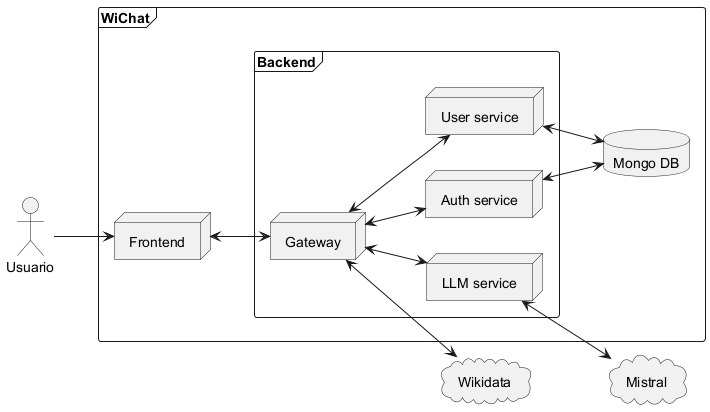 WiChat
Backend
User service
Mongo DB
Auth service
Usuario
Frontend
Gateway
LLM service
Wikidata
Mistral